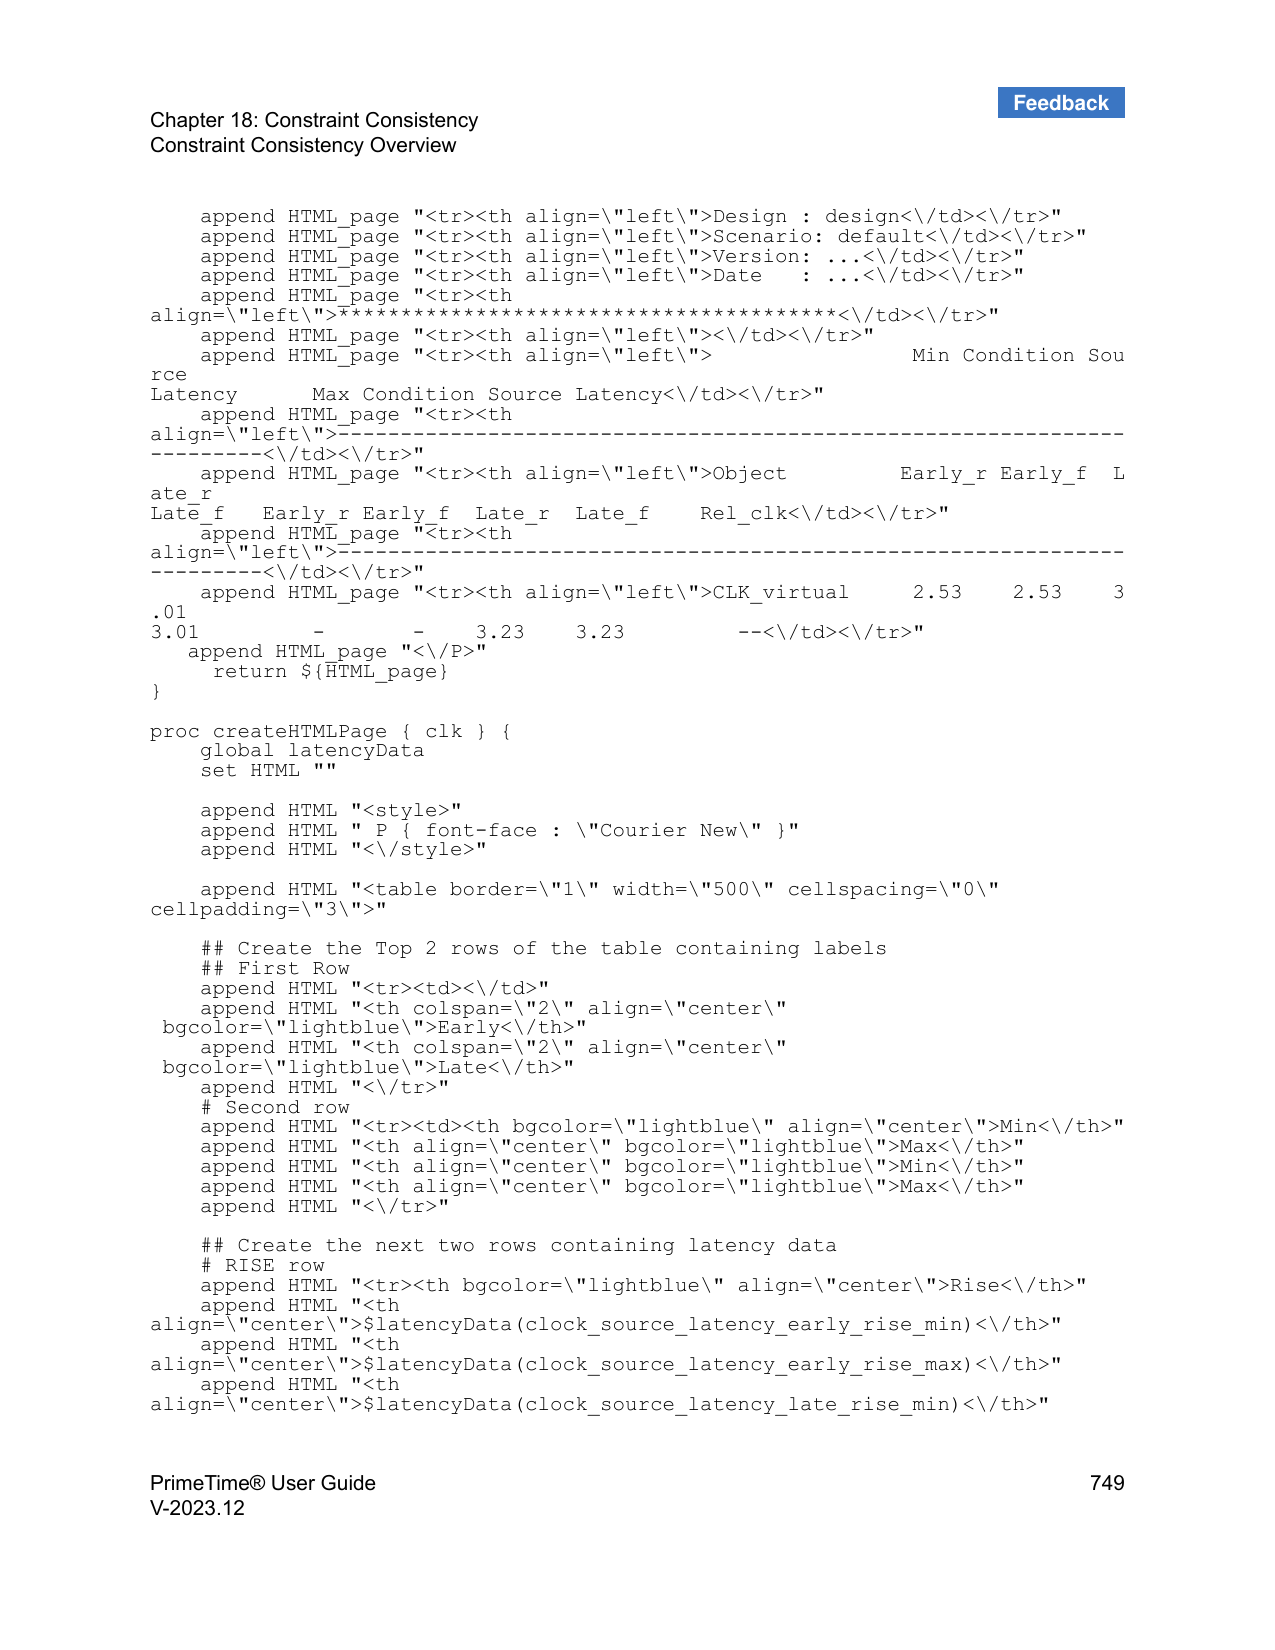 Feedback
Chapter 18: Constraint Consistency
Constraint Consistency Overview
    append HTML_page "<tr><th align=\"left\">Design : design<\/td><\/tr>"
    append HTML_page "<tr><th align=\"left\">Scenario: default<\/td><\/tr>"
    append HTML_page "<tr><th align=\"left\">Version: ...<\/td><\/tr>"
    append HTML_page "<tr><th align=\"left\">Date   : ...<\/td><\/tr>"
    append HTML_page "<tr><th
align=\"left\">****************************************<\/td><\/tr>"
    append HTML_page "<tr><th align=\"left\"><\/td><\/tr>"
    append HTML_page "<tr><th align=\"left\">                Min Condition Sou
rce
Latency      Max Condition Source Latency<\/td><\/tr>"
    append HTML_page "<tr><th
align=\"left\">---------------------------------------------------------------
---------<\/td><\/tr>"
    append HTML_page "<tr><th align=\"left\">Object         Early_r Early_f  L
ate_r
Late_f   Early_r Early_f  Late_r  Late_f    Rel_clk<\/td><\/tr>"
    append HTML_page "<tr><th
align=\"left\">---------------------------------------------------------------
---------<\/td><\/tr>"
    append HTML_page "<tr><th align=\"left\">CLK_virtual     2.53    2.53    3
.01
3.01         -       -    3.23    3.23         --<\/td><\/tr>"
   append HTML_page "<\/P>"
     return ${HTML_page}
}
proc createHTMLPage { clk } {
    global latencyData
    set HTML ""
    append HTML "<style>"
    append HTML " P { font-face : \"Courier New\" }"
    append HTML "<\/style>"
    append HTML "<table border=\"1\" width=\"500\" cellspacing=\"0\"
cellpadding=\"3\">"
    ## Create the Top 2 rows of the table containing labels
    ## First Row
    append HTML "<tr><td><\/td>"
    append HTML "<th colspan=\"2\" align=\"center\"
 bgcolor=\"lightblue\">Early<\/th>"
    append HTML "<th colspan=\"2\" align=\"center\"
 bgcolor=\"lightblue\">Late<\/th>"
    append HTML "<\/tr>"
    # Second row
    append HTML "<tr><td><th bgcolor=\"lightblue\" align=\"center\">Min<\/th>"
    append HTML "<th align=\"center\" bgcolor=\"lightblue\">Max<\/th>"
    append HTML "<th align=\"center\" bgcolor=\"lightblue\">Min<\/th>"
    append HTML "<th align=\"center\" bgcolor=\"lightblue\">Max<\/th>"
    append HTML "<\/tr>"
    ## Create the next two rows containing latency data
    # RISE row
    append HTML "<tr><th bgcolor=\"lightblue\" align=\"center\">Rise<\/th>"
    append HTML "<th
align=\"center\">$latencyData(clock_source_latency_early_rise_min)<\/th>"
    append HTML "<th
align=\"center\">$latencyData(clock_source_latency_early_rise_max)<\/th>"
    append HTML "<th
align=\"center\">$latencyData(clock_source_latency_late_rise_min)<\/th>"
PrimeTime® User Guide
749
V-2023.12